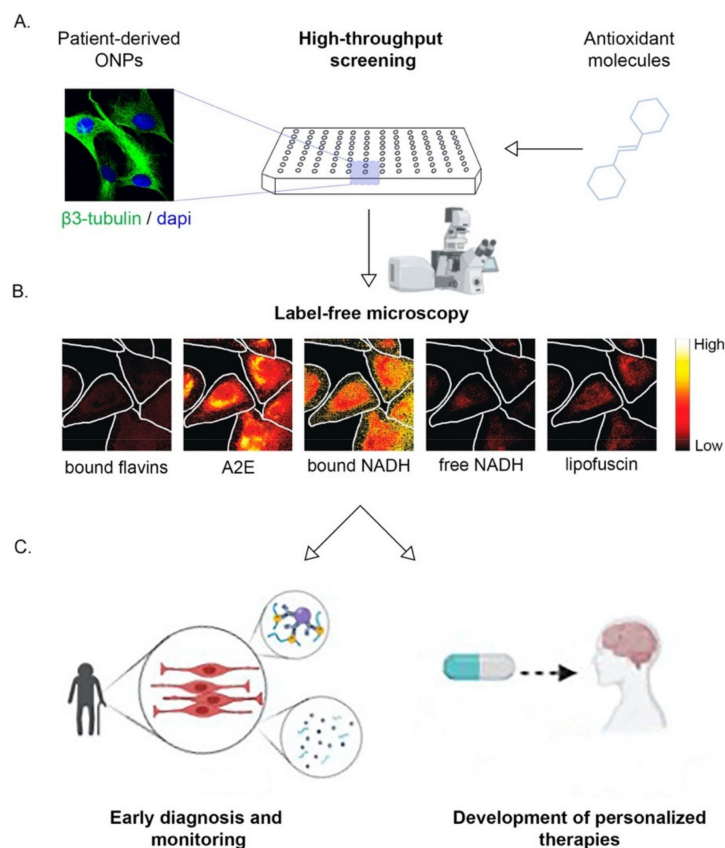 A.
Patient-derived
ONPs
High-throughput
screening
Antioxidant
molecules
β3-tubulin / dapi
B.
Label-free microscopy
High
Low
bound flavins
A2E
bound NADH
free NADH
lipofuscin
C.
Early diagnosis and
monitoring
Development of personalized
therapies